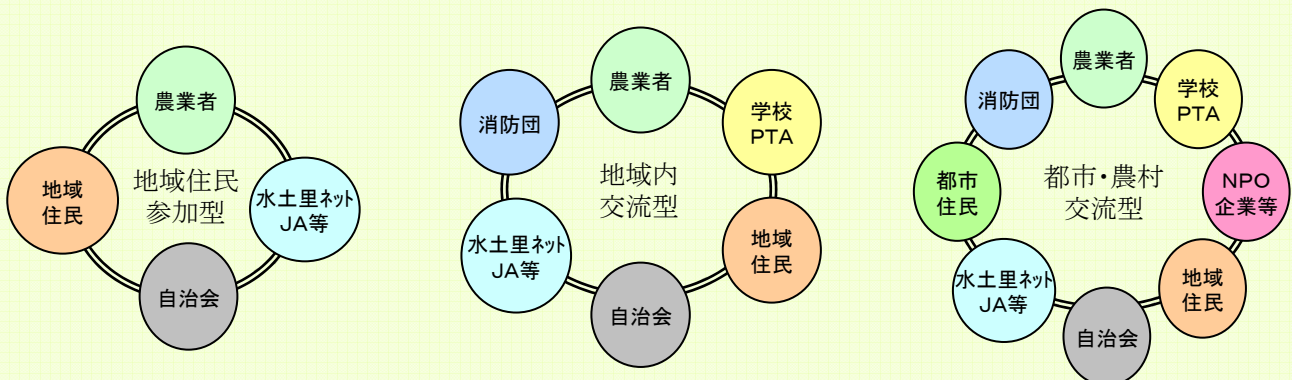 農業者
地域
住民
地域住民
参加型
水土里ネット
JA等
自治会
農業者
消防団
学校
PTA
地域内
交流型
水土里ネット
JA等
地域
住民
自治会
農業者
消防団
学校
PTA
都市
住民
都市・農村
交流型
NPO
企業等
水土里ネット
JA等
地域
住民
自治会